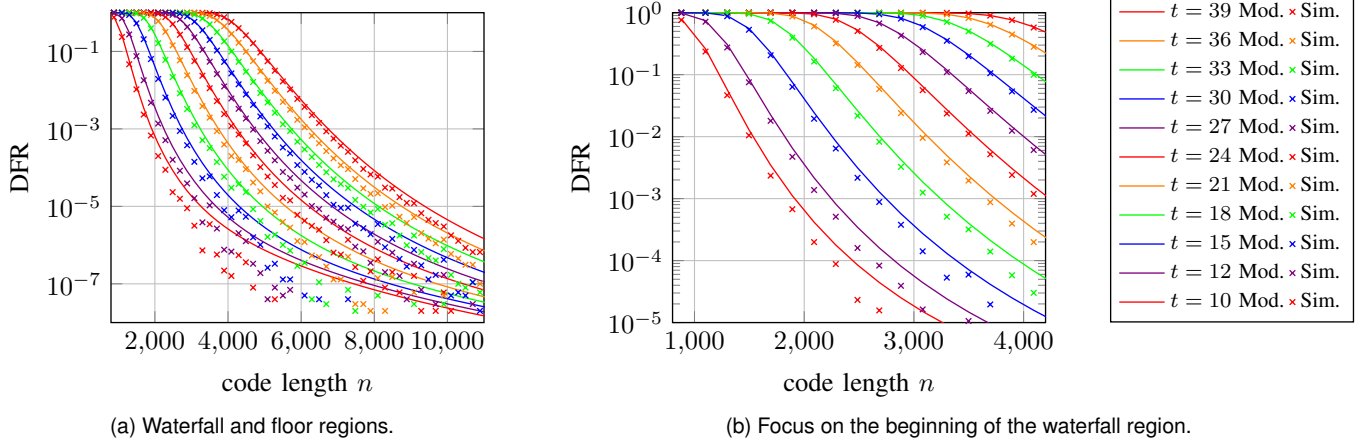 10⁻¹
10⁻³
10⁻⁵
10⁻⁷
DFR
2,000 4,000 6,000 8,000 10,000
code length n
(a) Waterfall and floor regions.
10⁰
10⁻¹
10⁻²
10⁻³
10⁻⁴
10⁻⁵
DFR
1,000 2,000 3,000 4,000
code length n
(b) Focus on the beginning of the waterfall region.
t = 39 Mod. × Sim.
t = 36 Mod. × Sim.
t = 33 Mod. × Sim.
t = 30 Mod. × Sim.
t = 27 Mod. × Sim.
t = 24 Mod. × Sim.
t = 21 Mod. × Sim.
t = 18 Mod. × Sim.
t = 15 Mod. × Sim.
t = 12 Mod. × Sim.
t = 10 Mod. × Sim.